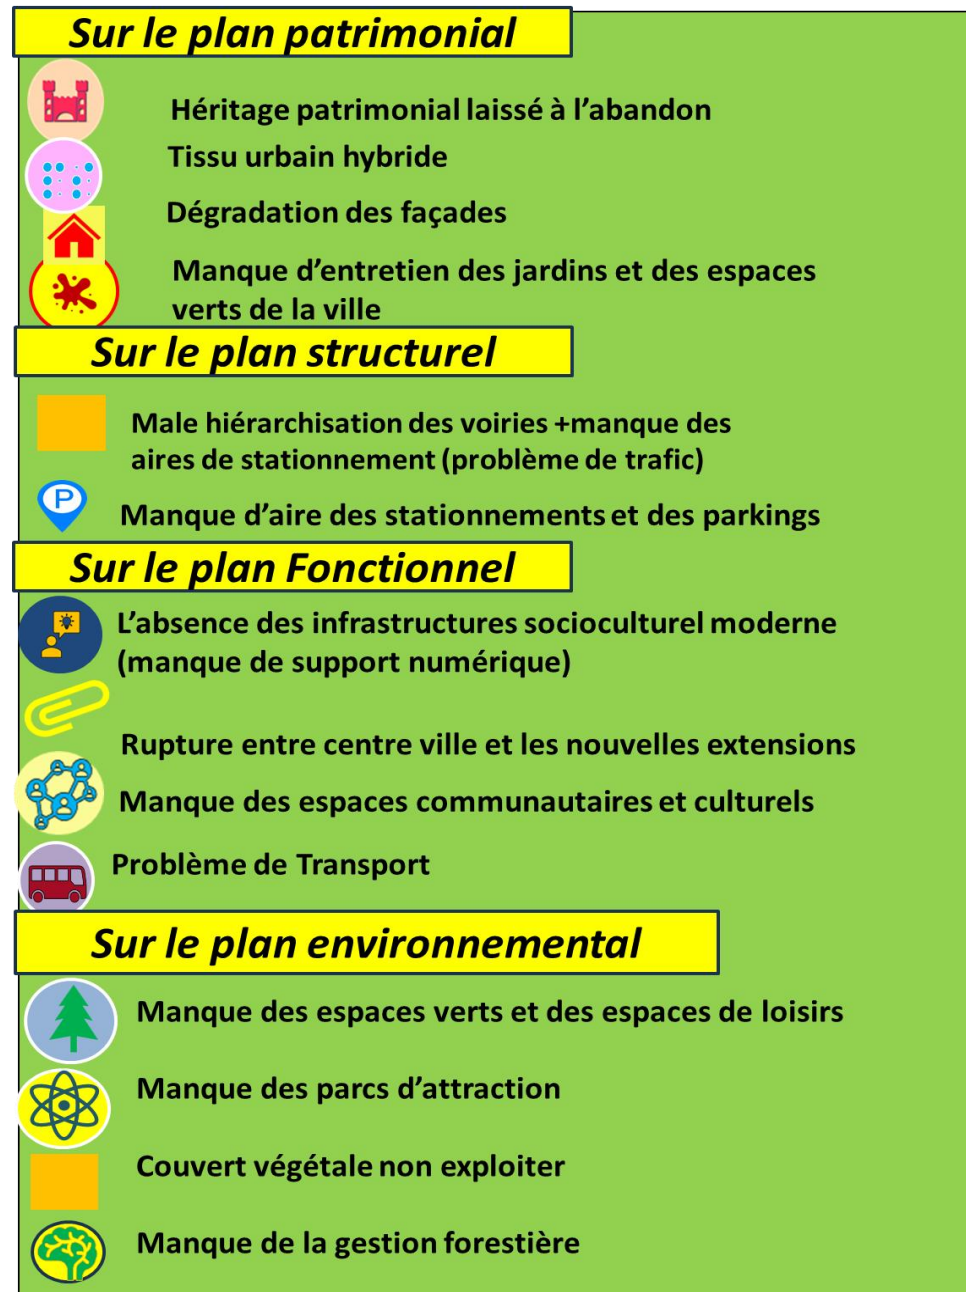 Sur le plan patrimonial
Héritage patrimonial laissé à l’abandon
Tissu urbain hybride
Dégradation des façades
Manque d’entretien des jardins et des espaces
verts de la ville
Sur le plan structurel
Male hiérarchisation des voiries +manque des
aires de stationnement (problème de trafic)
P
Manque d’aire des stationnements et des parkings
Sur le plan Fonctionnel
L’absence des infrastructures socioculturel moderne
(manque de support numérique)
Rupture entre centre ville et les nouvelles extensions
Manque des espaces communautaires et culturels
Problème de Transport
Sur le plan environnemental
Manque des espaces verts et des espaces de loisirs
Manque des parcs d’attraction
Couvert végétale non exploiter
Manque de la gestion forestière